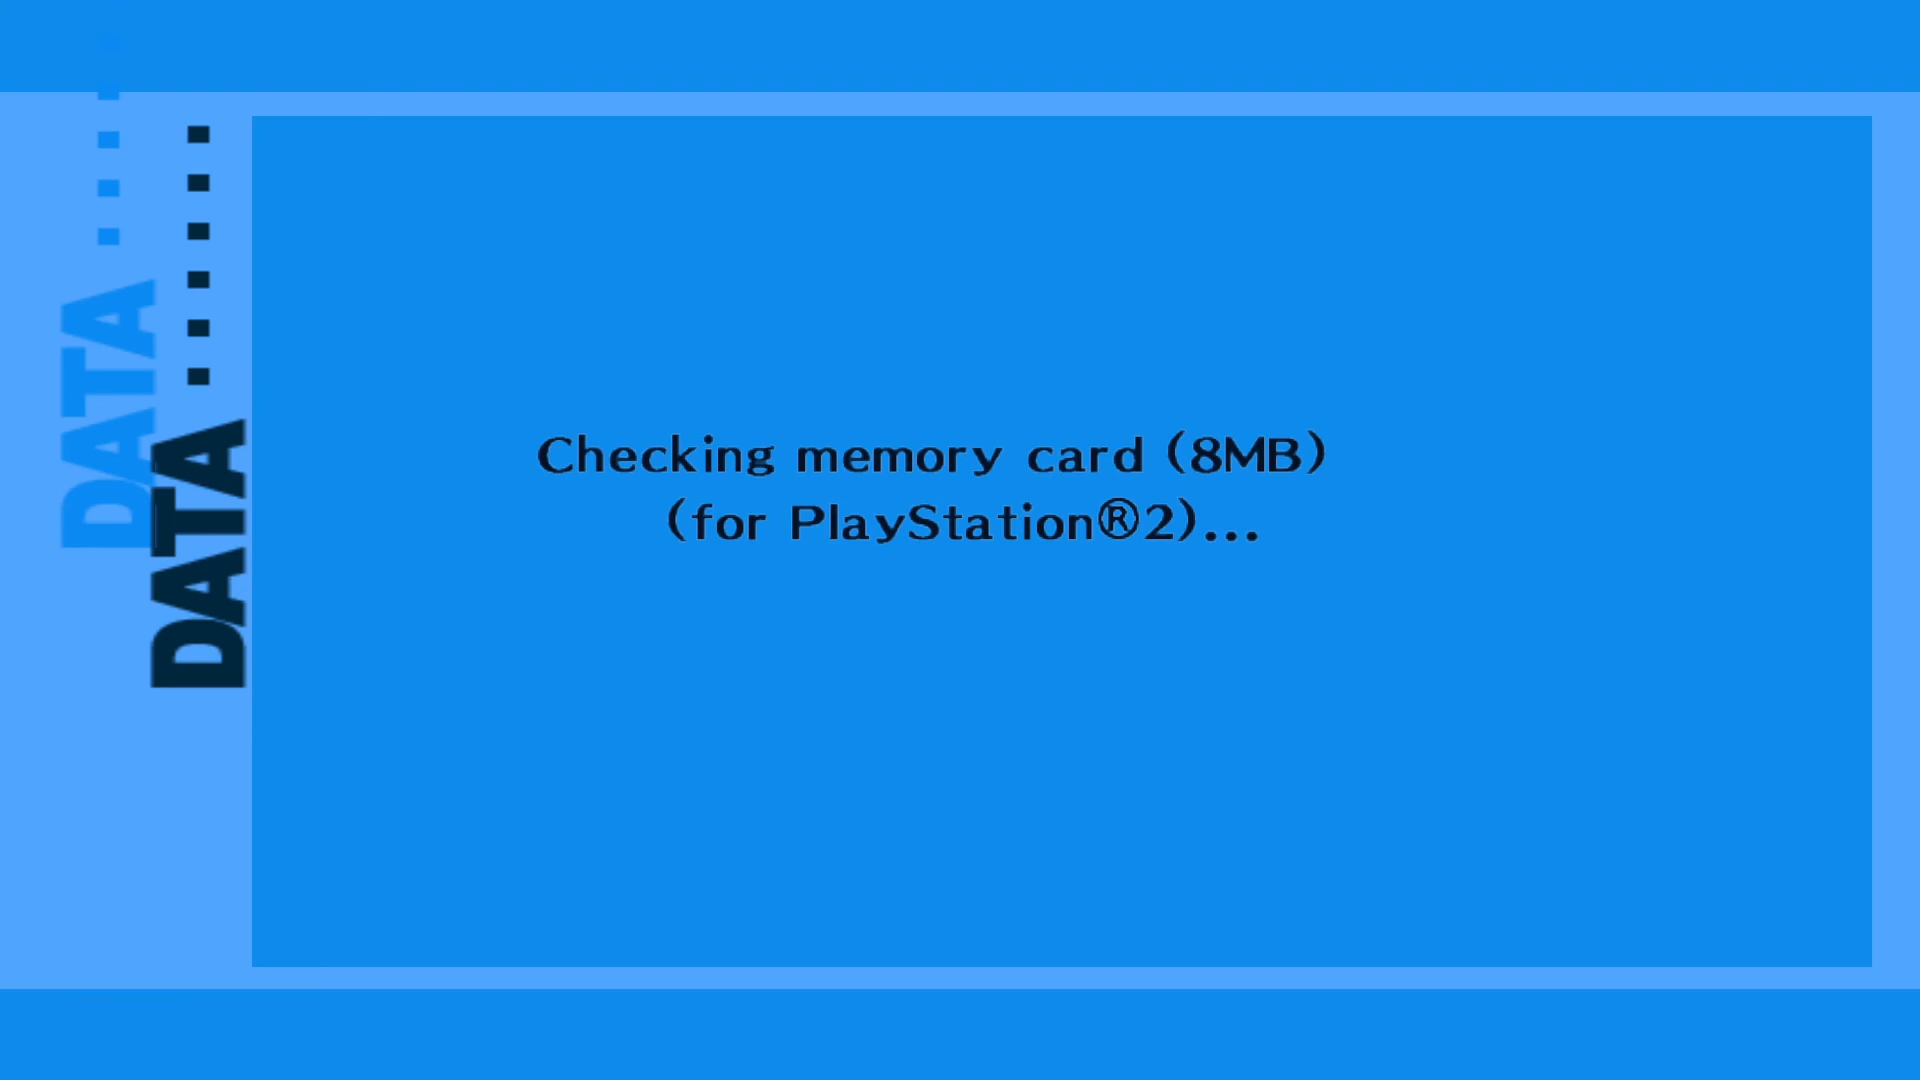 DATA......
DATA....
Checking memory card (8MB)
(for PlayStation®2)...